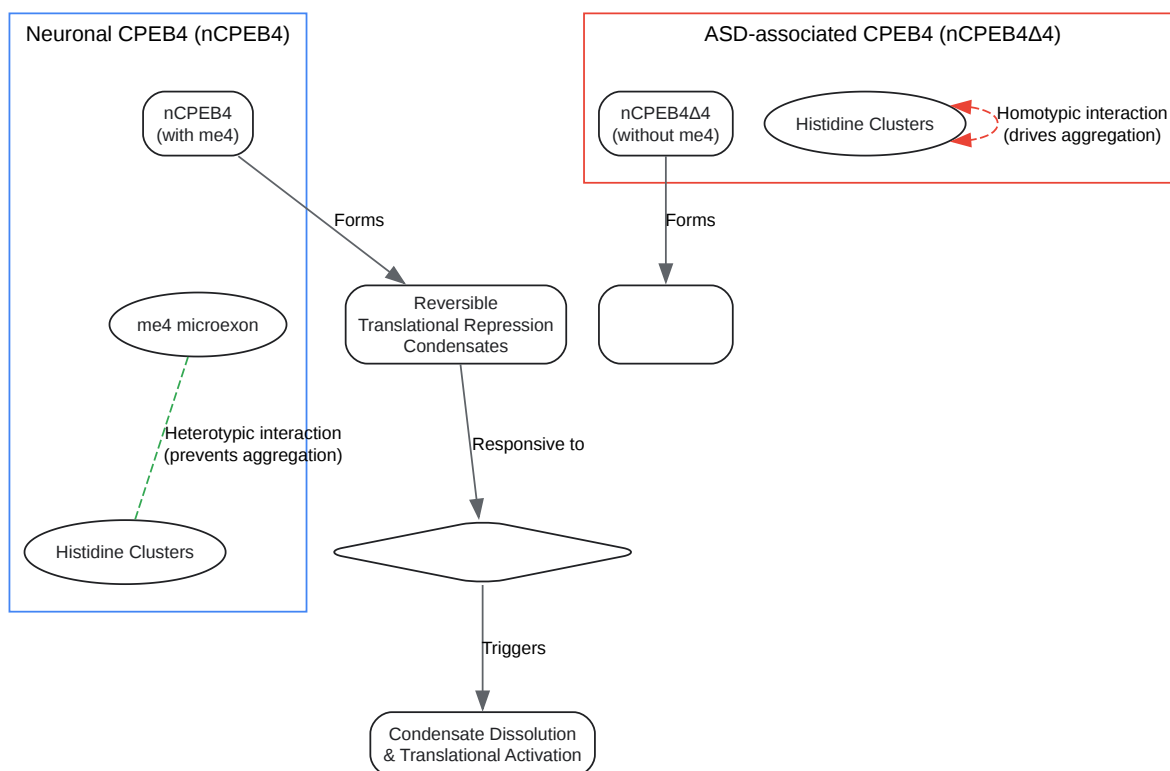 Neuronal CPEB4 (nCPEB4)
ASD-associated CPEB4 (nCPEB4Δ4)
nCPEB4
(with me4)
nCPEB4Δ4
(without me4)
Histidine Clusters
Homotypic interaction
(drives aggregation)
Forms
Forms
me4 microexon
Reversible
Translational Repression
Condensates
Heterotypic interaction
(prevents aggregation)
Responsive to
Histidine Clusters
Triggers
Condensate Dissolution
& Translational Activation